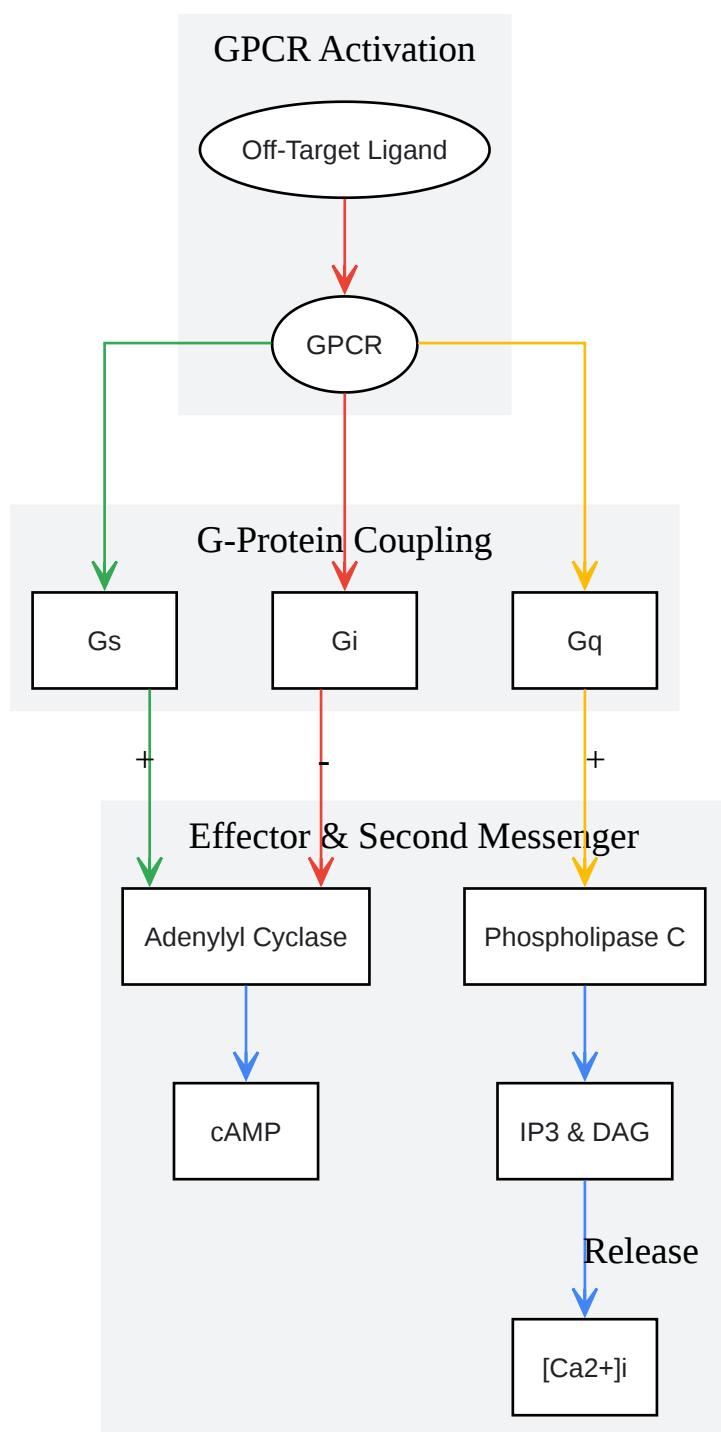 GPCR Activation
Off-Target Ligand
GPCR
G-Protein Coupling
Gs
Gi
Gq
+
-
+
Effector & Second Messenger
Adenylyl Cyclase
Phospholipase C
cAMP
IP3 & DAG
Release
[Ca2+]i